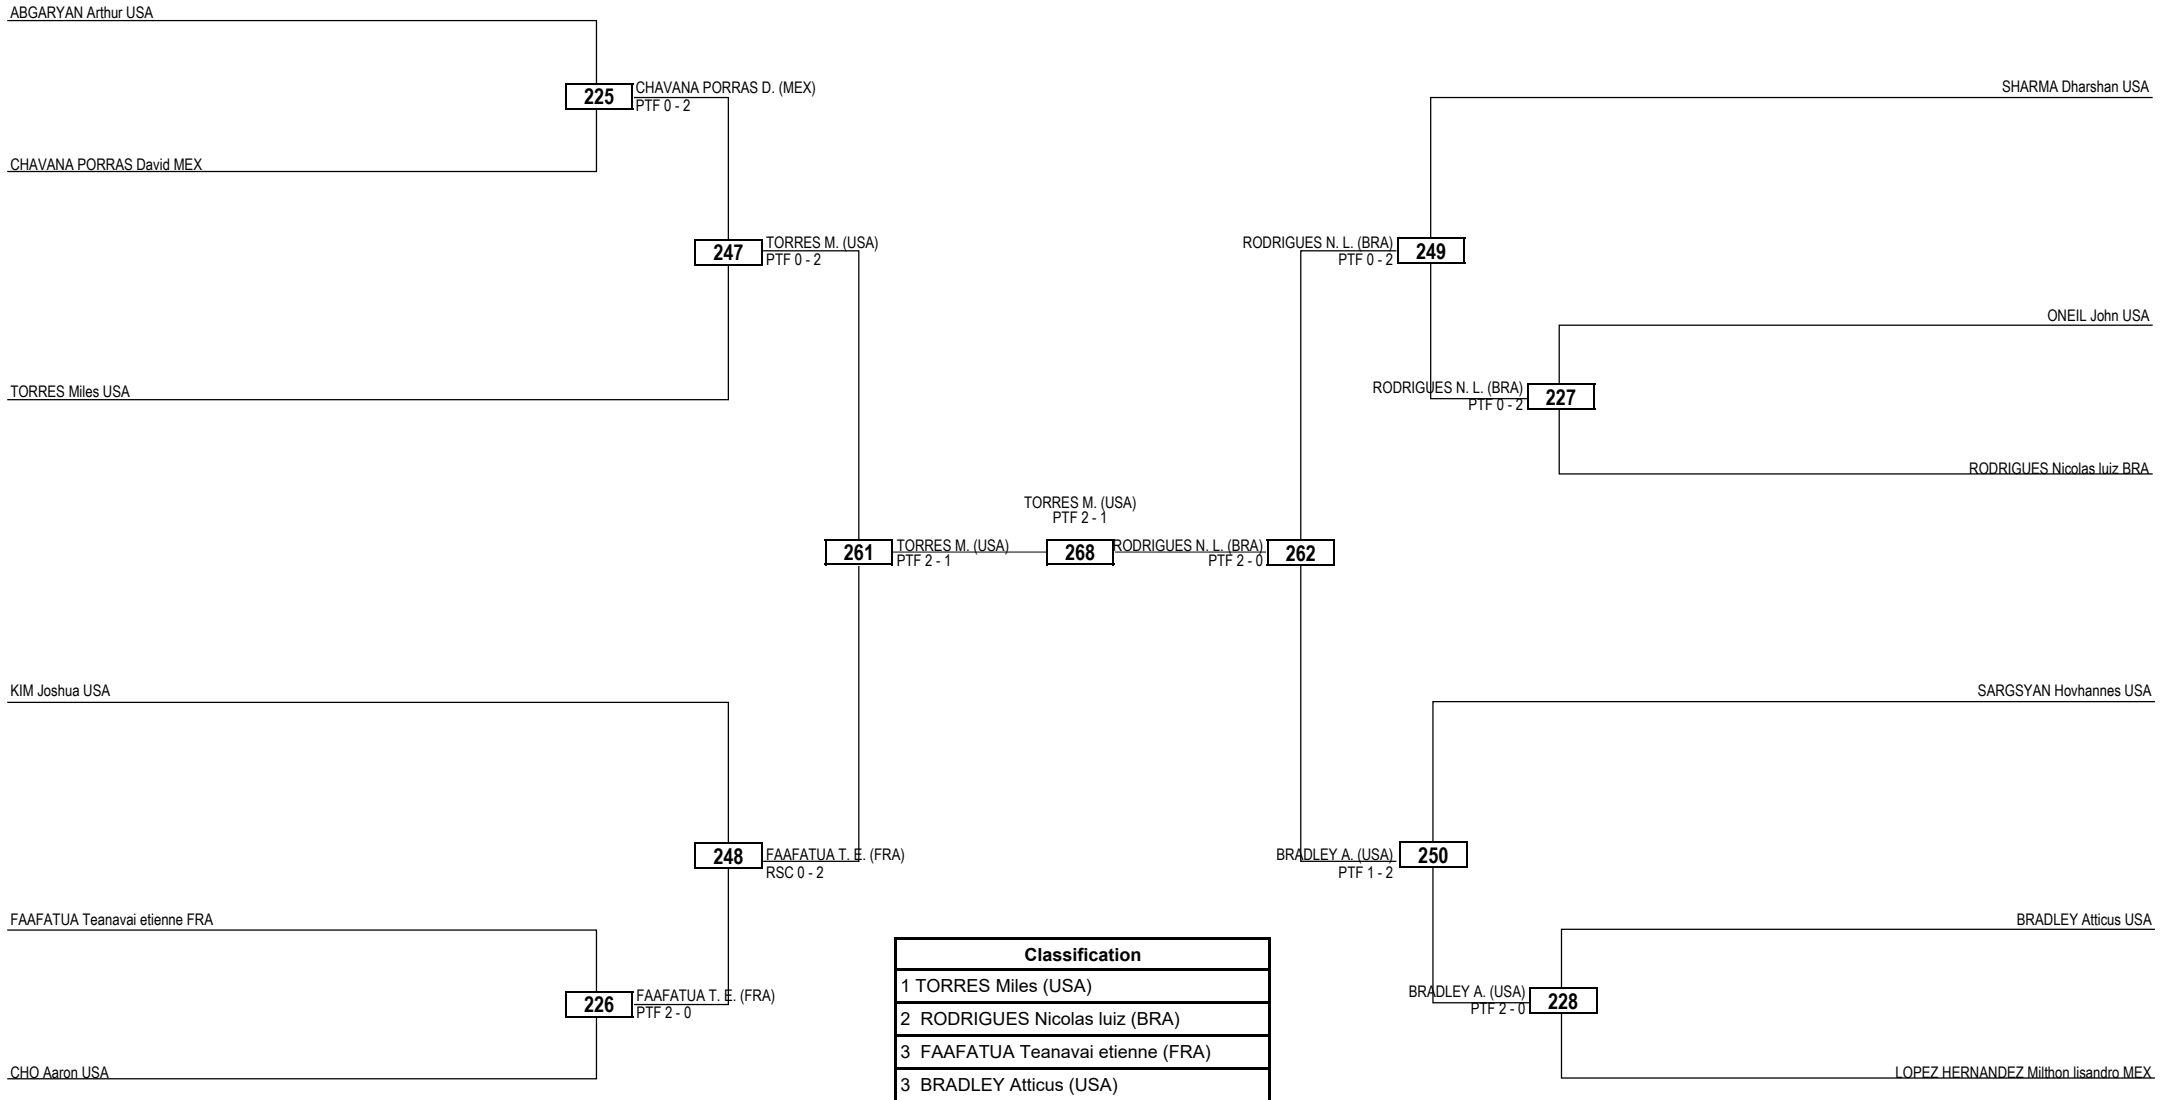 ABGARYAN Arthur USA
225
CHAVANA PORRAS D. (MEX)
PTF 0 - 2
CHAVANA PORRAS David MEX
247
TORRES M. (USA)
PTF 0 - 2
TORRES Miles USA
261
TORRES M. (USA)
PTF 2 - 1
KIM Joshua USA
248
FAAFATUA T. E. (FRA)
RSC 0 - 2
FAAFATUA Teanavai etienne FRA
226
FAAFATUA T. E. (FRA)
PTF 2 - 0
CHO Aaron USA
TORRES M. (USA)
PTF 2 - 1
268
SHARMA Dharshan USA
RODRIGUES N. L. (BRA)
PTF 0 - 2
249
ONEIL John USA
RODRIGUES N. L. (BRA)
PTF 0 - 2
227
RODRIGUES Nicolas luiz BRA
RODRIGUES N. L. (BRA)
PTF 2 - 0
262
SARGSYAN Hovhannes USA
BRADLEY A. (USA)
PTF 1 - 2
250
BRADLEY Atticus USA
BRADLEY A. (USA)
PTF 2 - 0
228
LOPEZ HERNANDEZ Milthon lisandro MEX
Classification
1 TORRES Miles (USA)
2 RODRIGUES Nicolas luiz (BRA)
3 FAAFATUA Teanavai etienne (FRA)
3 BRADLEY Atticus (USA)